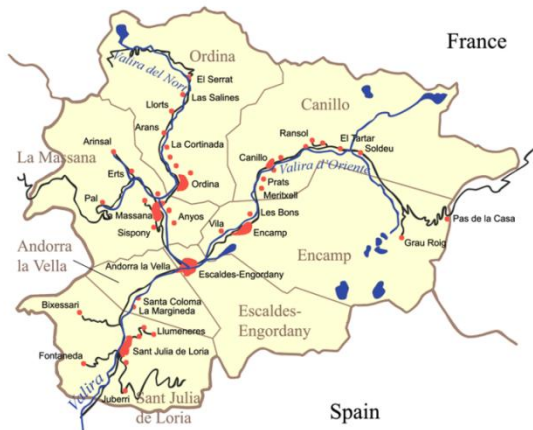 Ordina
France
Valira del Nord
El Serrat
Las Salines
Canillo
Llorts
Arans
Ransol
El Tartar
Arinsal
La Cortinada
Soldeu
La Massana
Canillo
Valira d'Oriente
Erts
Prats
Ordina
Meritxell
Pal
La Massana
Anyos
Les Bons
Pas de la Casa
Sispony
Vila
Encamp
Grau Roig
Andorra
la Vella
Encamp
Andorra la Vella
Escaldes-Engordany
Santa Coloma
Bixessari
La Margineda
Escaldes-
Engordany
Llumeneres
Sant Julia de Loria
Fontaneda
Valira
Juberri
Sant Julia
de Loria
Spain